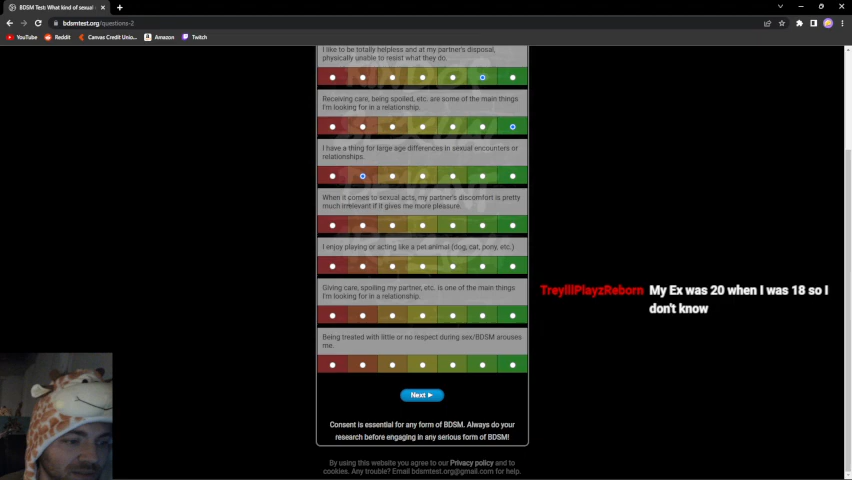 BDSM Test: What kind of sexual
bdsmtest.org/questions-2
YouTube Reddit Canvas Credit Unio... Amazon Twitch
I like to be totally helpless and at my partner's disposal,
physically unable to resist what they do.
Receiving care, being spoiled, etc. are some of the main things
I'm looking for in a relationship.
I have a thing for large age differences in sexual encounters or
relationships.
When it comes to sexual acts, my partner's discomfort is pretty
much irrelevant if it gives me more pleasure.
I enjoy playing or acting like a pet animal (dog, cat, pony, etc.)
Giving care, spoiling my partner, etc. is one of the main things
I'm looking for in a relationship.
Being treated with little or no respect during sex/BDSM arouses
me.
Next
Consent is essential for any form of BDSM. Always do your
research before engaging in any serious form of BDSM!
By using this website you agree to our Privacy policy and to
cookies. Any trouble? Email bdsmtest.org@gmail.com for help.
My Ex was 20 when I was 18 so I
don't know